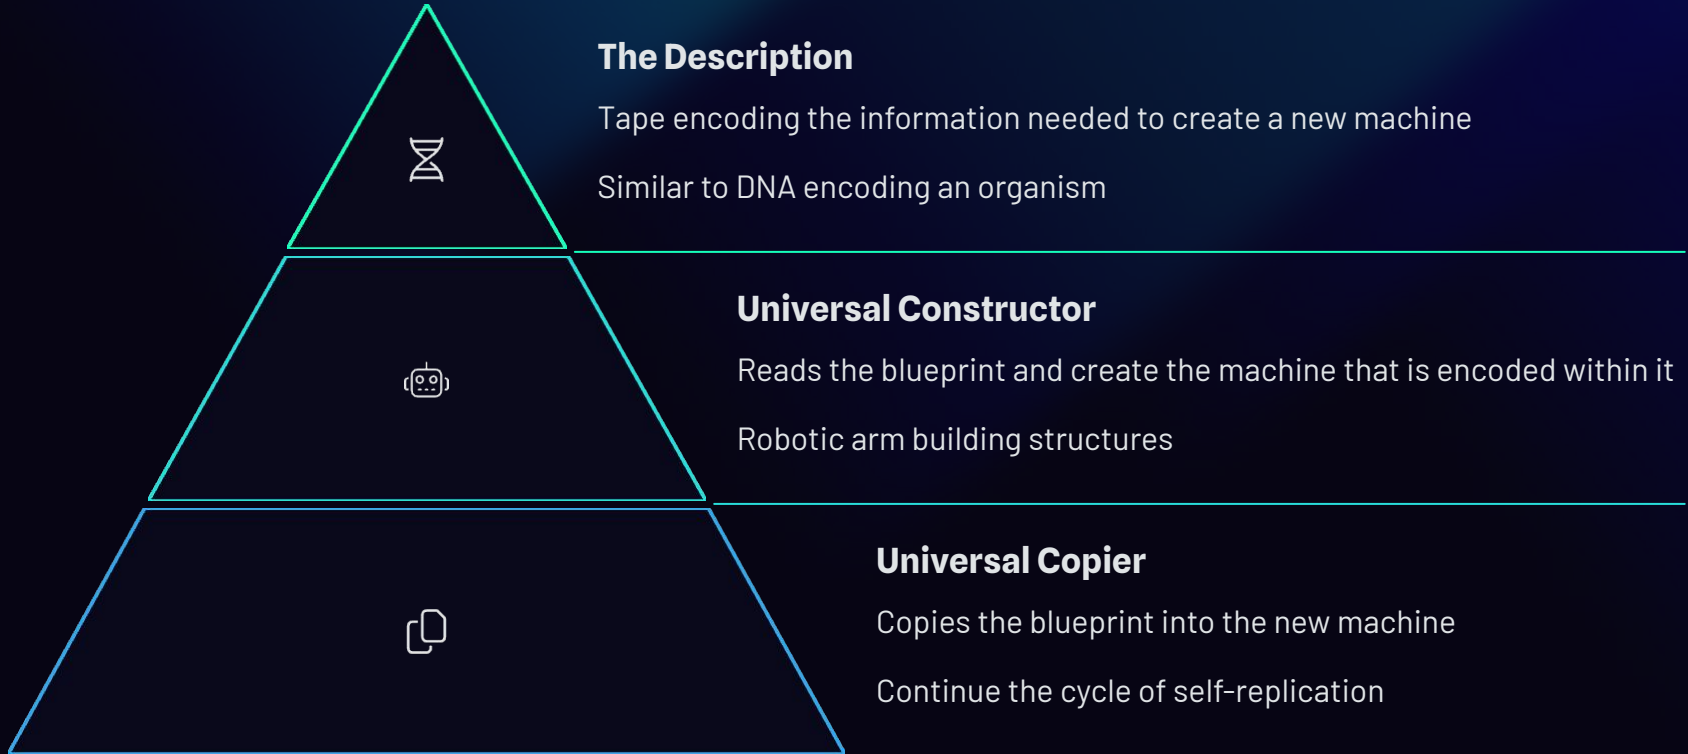 The Description
Tape encoding the information needed to create a new machine
Similar to DNA encoding an organism
Universal Constructor
Reads the blueprint and create the machine that is encoded within it
Robotic arm building structures
Universal Copier
Copies the blueprint into the new machine
Continue the cycle of self-replication